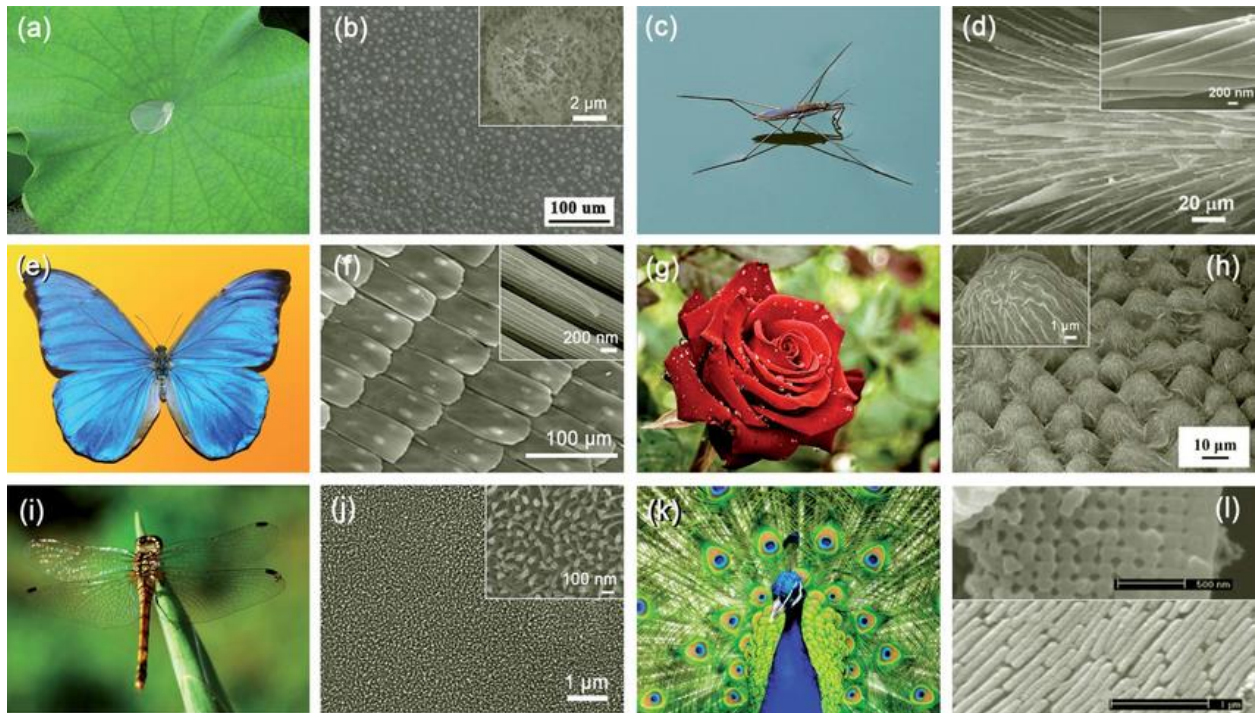 (a)
(b)
2 μm
100 um
(c)
(d)
200 nm
20 μm
(e)
(f)
200 nm
100 μm
(g)
1 μm
(h)
10 μm
(i)
(j)
100 nm
1 μm
(k)
(l)
500 nm
1 μm